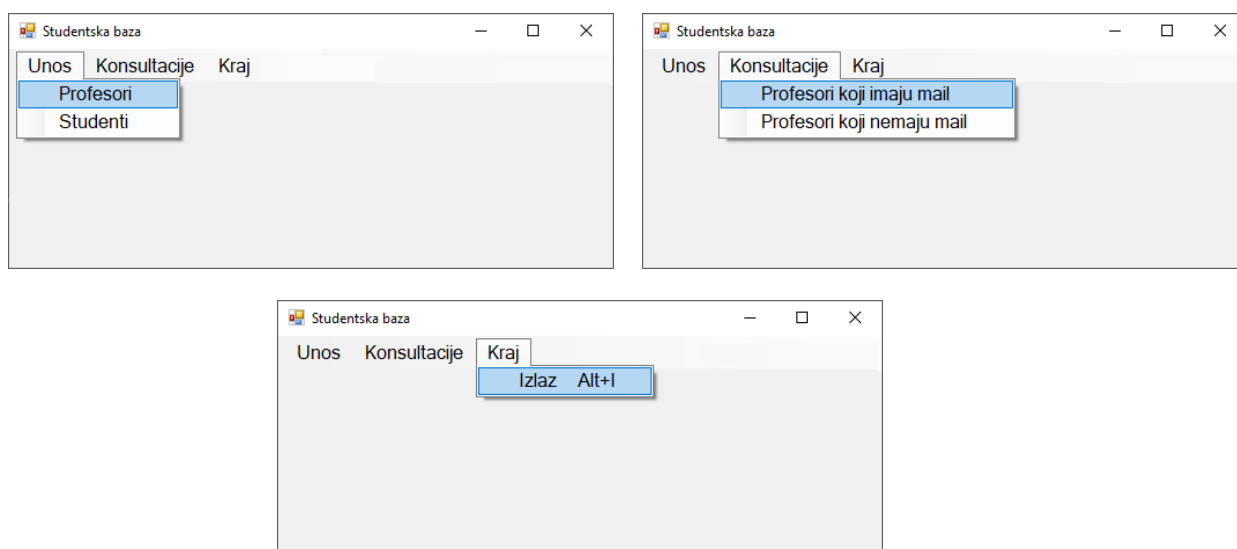 Studentska baza
Unos Konsultacije Kraj
Profesori
Studenti
Studentska baza
Unos Konsultacije Kraj
Profesori koji imaju mail
Profesori koji nemaju mail
Studentska baza
Unos Konsultacije Kraj
Izlaz Alt+I